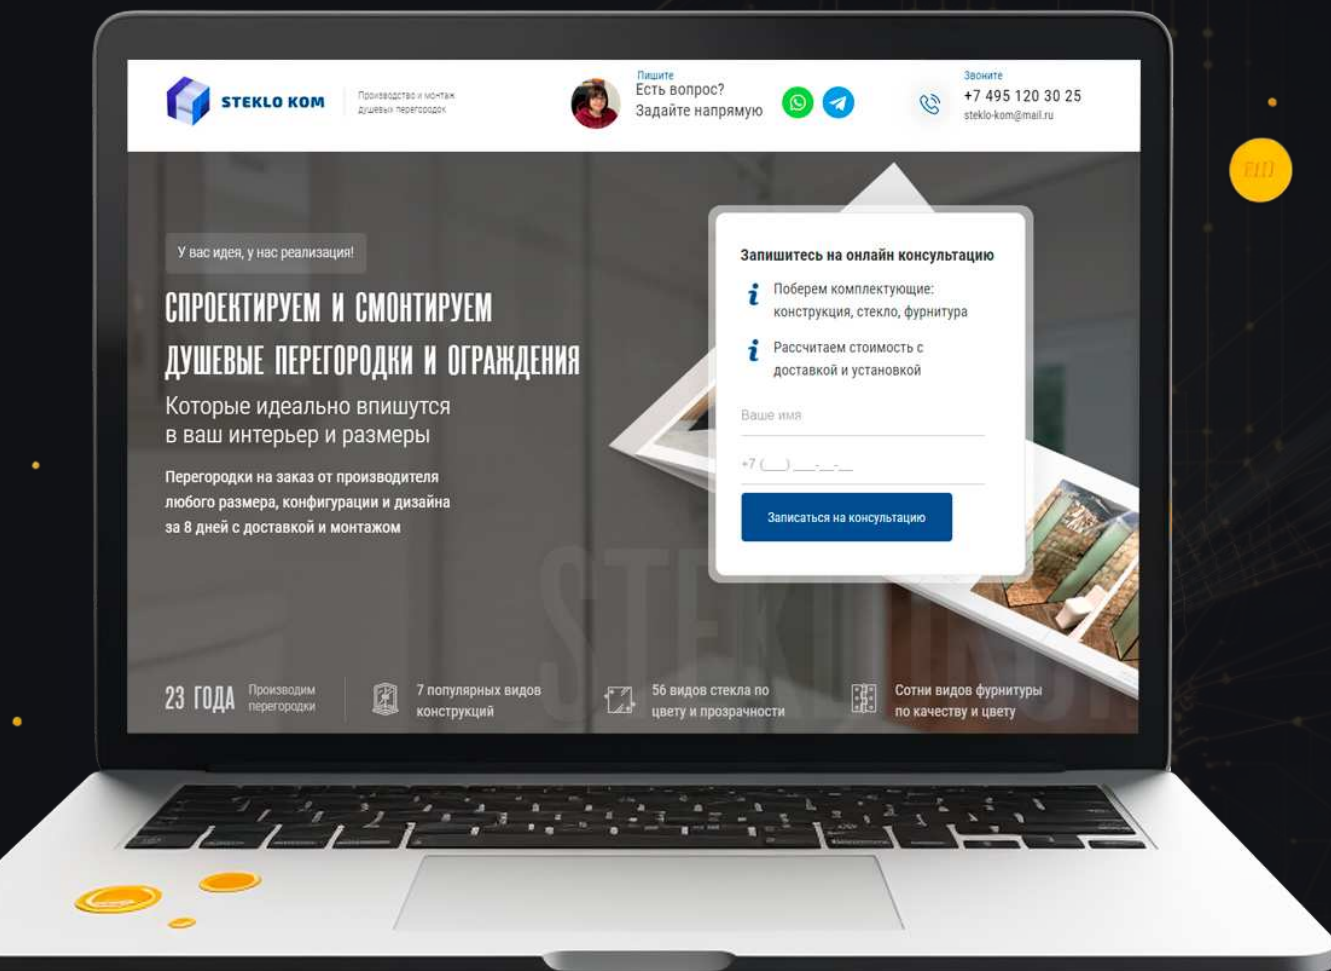 STEKLO KOM
Производство и монтаж
душевых перегородок
Пишите
Есть вопрос?
Задайте напрямую
Звоните
+7 495 120 30 25
steklo-kom@mail.ru
У вас идея, у нас реализация!
СПРОЕКТИРУЕМ И СМОНТИРУЕМ
ДУШЕВЫЕ ПЕРЕГОРОДКИ И ОГРАЖДЕНИЯ
Которые идеально впишутся
в ваш интерьер и размеры
Перегородки на заказ от производителя
любого размера, конфигурации и дизайна
за 8 дней с доставкой и монтажом
Запишитесь на онлайн консультацию
Поберем комплектующие:
конструкция, стекло, фурнитура
Рассчитаем стоимость с
доставкой и установкой
Ваше имя
+7 (___) ___-__-__
Записаться на консультацию
23 ГОДА
Производим
перегородки
7 популярных видов
конструкций
56 видов стекла по
цвету и прозрачности
Сотни видов фурнитуры
по качеству и цвету